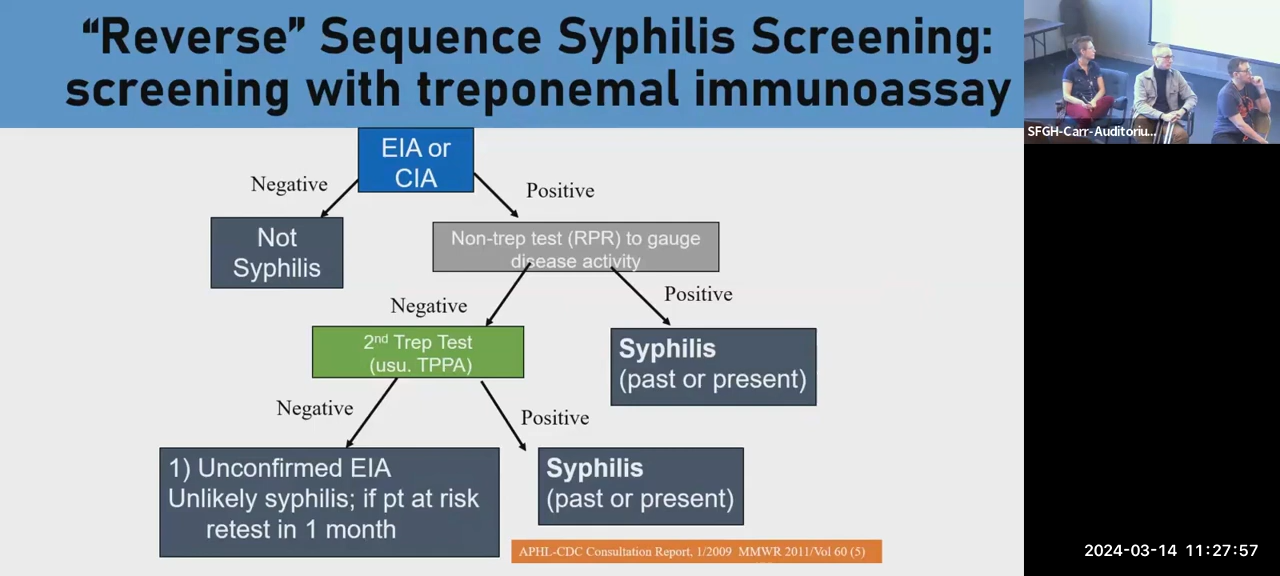 “Reverse” Sequence Syphilis Screening:
screening with treponemal immunoassay
SFGH-Carr-Auditoriu...
EIA or
CIA
Negative
Positive
Not
Syphilis
Non-trep test (RPR) to gauge
disease activity
Negative
Positive
2nd Trep Test
(usu. TPPA)
Syphilis
(past or present)
Negative
Positive
1) Unconfirmed EIA
Unlikely syphilis; if pt at risk
retest in 1 month
Syphilis
(past or present)
APHL-CDC Consultation Report, 1/2009 MMWR 2011/Vol 60 (5)
2024-03-14 11:27:57